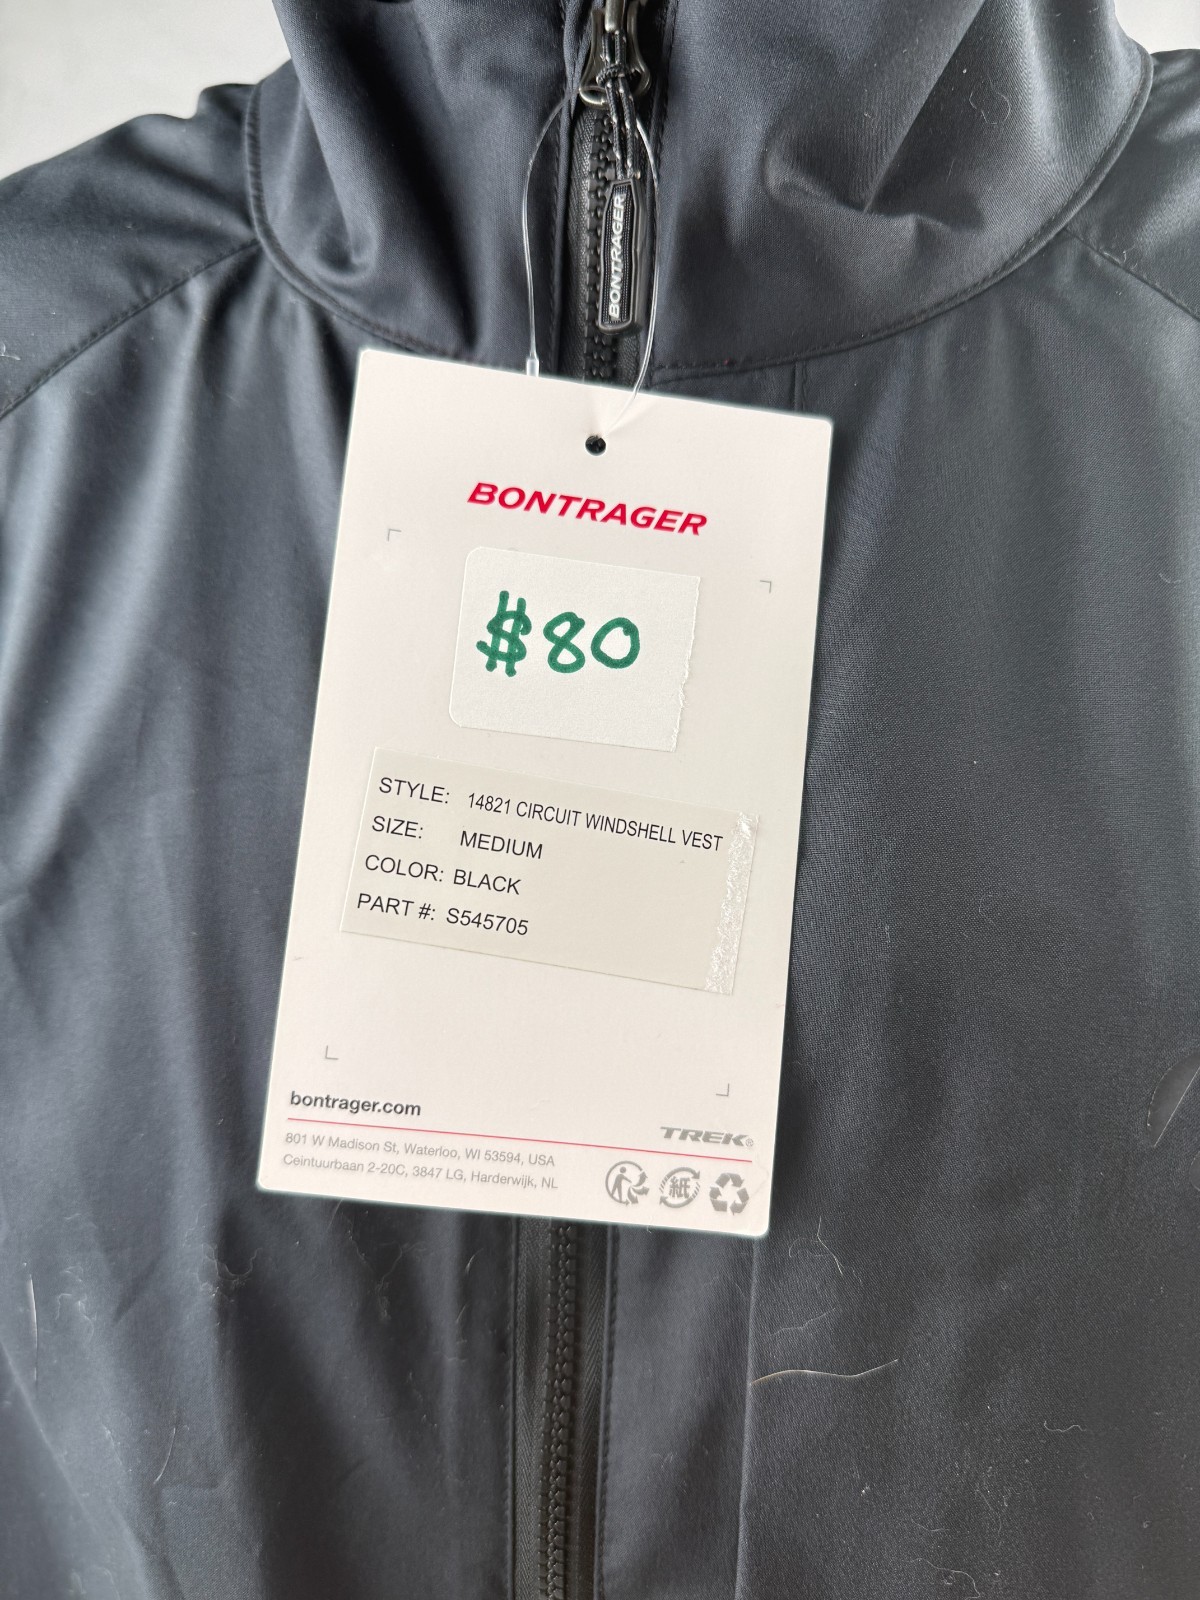 BONTRAGER
BONTRAGER
$80
STYLE: 14821 CIRCUIT WINDSHELL VEST
SIZE: MEDIUM
COLOR: BLACK
PART #: S545705
bontrager.com
TREK®
801 W Madison St, Waterloo, WI 53594, USA
Ceintuurbaan 2-20C, 3847 LG, Harderwijk, NL
紙